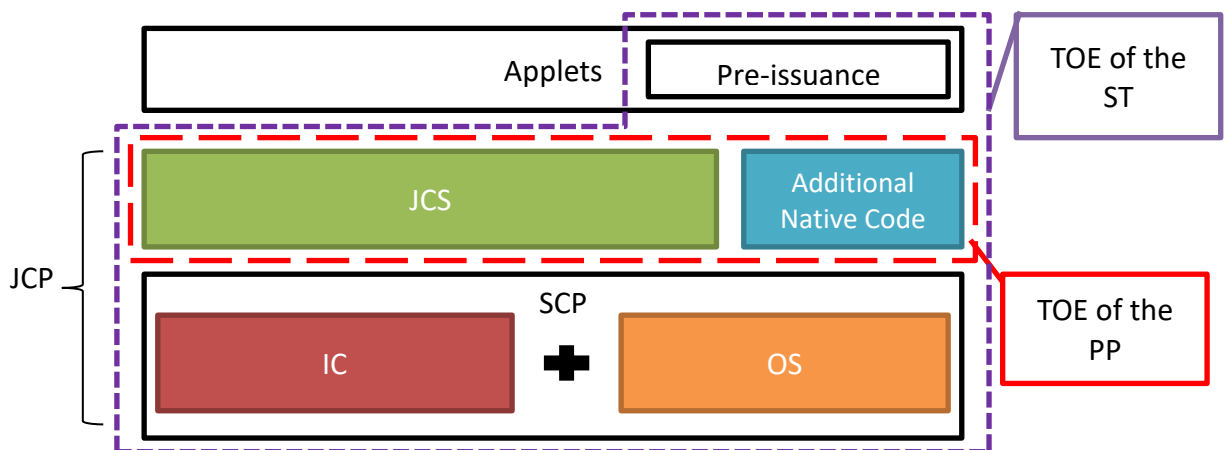 Applets
Pre-issuance
TOE of the
ST
JCS
Additional
Native Code
JCP
SCP
IC
OS
TOE of the
PP